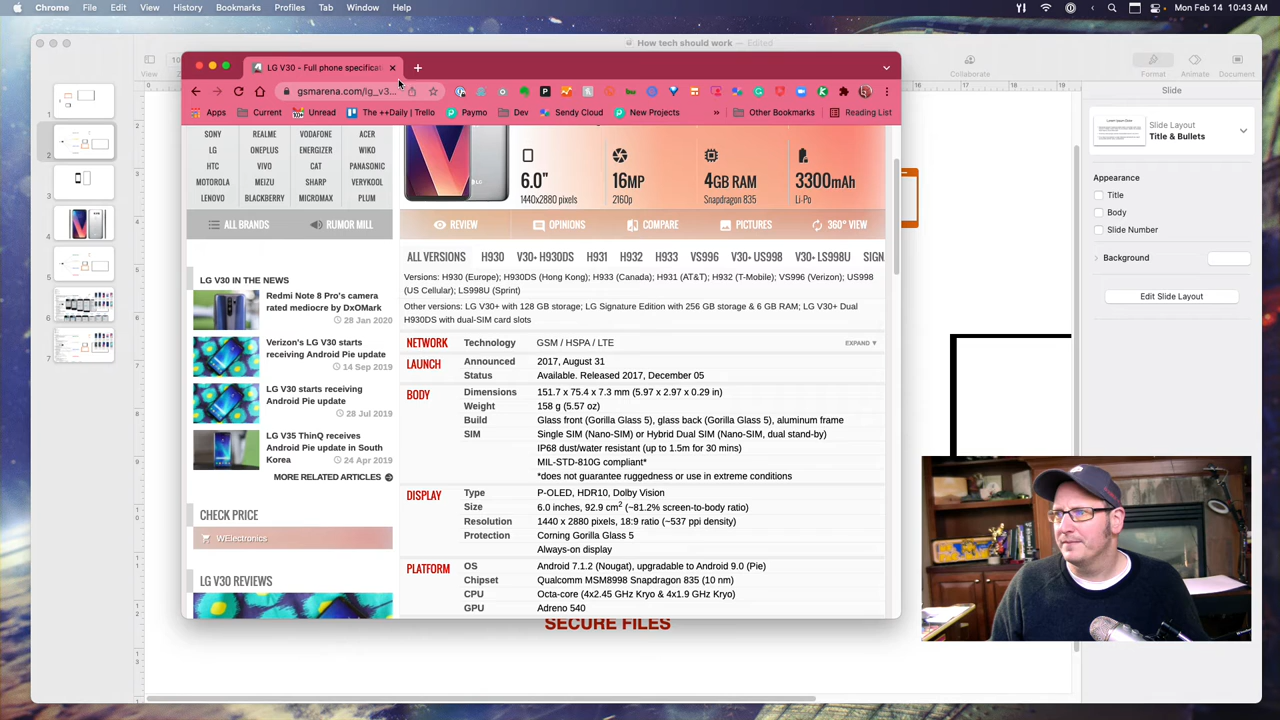 Chrome File Edit View History Bookmarks Profiles Tab Window Help
Mon Feb 14 10:43 AM
How tech should work — Edited
View
Collaborate
Format Animate Document
LG V30 - Full phone specificat
gsmarena.com/lg_v3...
Apps Current Unread The ++Daily | Trello Paymo Dev Sendy Cloud New Projects » Other Bookmarks Reading List
SONY REALME VODAFONE ACER
LG ONEPLUS ENERGIZER WIKO
HTC VIVO CAT PANASONIC
MOTOROLA MEIZU SHARP VERYKOOL
LENOVO BLACKBERRY MICROMAX PLUM
ALL BRANDS RUMOR MILL
6.0"
1440x2880 pixels
16MP
2160p
4GB RAM
Snapdragon 835
3300mAh
Li-Po
REVIEW OPINIONS COMPARE PICTURES 360° VIEW
ALL VERSIONS H930 V30+ H930DS H931 H932 H933 VS996 V30+ US998 V30+ LS998U SIGN
Versions: H930 (Europe); H930DS (Hong Kong); H933 (Canada); H931 (AT&T); H932 (T-Mobile); VS996 (Verizon); US998
(US Cellular); LS998U (Sprint)
Other versions: LG V30+ with 128 GB storage; LG Signature Edition with 256 GB storage & 6 GB RAM; LG V30+ Dual
H930DS with dual-SIM card slots
NETWORK Technology GSM / HSPA / LTE EXPAND ▼
LAUNCH Announced 2017, August 31
Status Available. Released 2017, December 05
BODY Dimensions 151.7 x 75.4 x 7.3 mm (5.97 x 2.97 x 0.29 in)
Weight 158 g (5.57 oz)
Build Glass front (Gorilla Glass 5), glass back (Gorilla Glass 5), aluminum frame
SIM Single SIM (Nano-SIM) or Hybrid Dual SIM (Nano-SIM, dual stand-by)
IP68 dust/water resistant (up to 1.5m for 30 mins)
MIL-STD-810G compliant*
*does not guarantee ruggedness or use in extreme conditions
DISPLAY Type P-OLED, HDR10, Dolby Vision
Size 6.0 inches, 92.9 cm2 (~81.2% screen-to-body ratio)
Resolution 1440 x 2880 pixels, 18:9 ratio (~537 ppi density)
Protection Corning Gorilla Glass 5
Always-on display
PLATFORM OS Android 7.1.2 (Nougat), upgradable to Android 9.0 (Pie)
Chipset Qualcomm MSM8998 Snapdragon 835 (10 nm)
CPU Octa-core (4x2.45 GHz Kryo & 4x1.9 GHz Kryo)
GPU Adreno 540
LG V30 IN THE NEWS
Redmi Note 8 Pro's camera
rated mediocre by DxOMark
28 Jan 2020
Verizon's LG V30 starts
receiving Android Pie update
14 Sep 2019
LG V30 starts receiving
Android Pie update
28 Jul 2019
LG V35 ThinQ receives
Android Pie update in South
Korea
24 Apr 2019
MORE RELATED ARTICLES
CHECK PRICE
WElectronics
LG V30 REVIEWS
SECURE FILES
Slide
Slide Layout
Title & Bullets
Appearance
Title
Body
Slide Number
Background
Edit Slide Layout